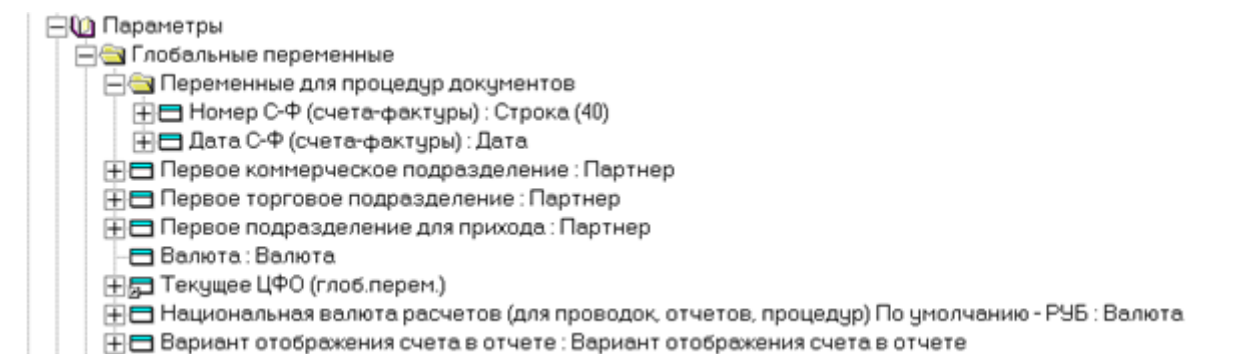 Параметры
Глобальные переменные
Переменные для процедур документов
Номер С-Ф (счета-фактуры) : Строка (40)
Дата С-Ф (счета-фактуры) : Дата
Первое коммерческое подразделение : Партнер
Первое торговое подразделение : Партнер
Первое подразделение для прихода : Партнер
Валюта : Валюта
Текущее ЦФО (глоб.перем.)
Национальная валюта расчетов (для проводок, отчетов, процедур) По умолчанию - РУБ : Валюта
Вариант отображения счета в отчете : Вариант отображения счета в отчете